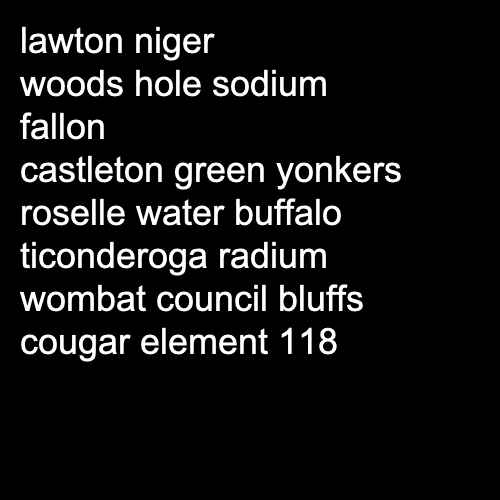 lawton niger
woods hole sodium
fallon
castleton green yonkers
roselle water buffalo
ticonderoga radium
wombat council bluffs
cougar element 118